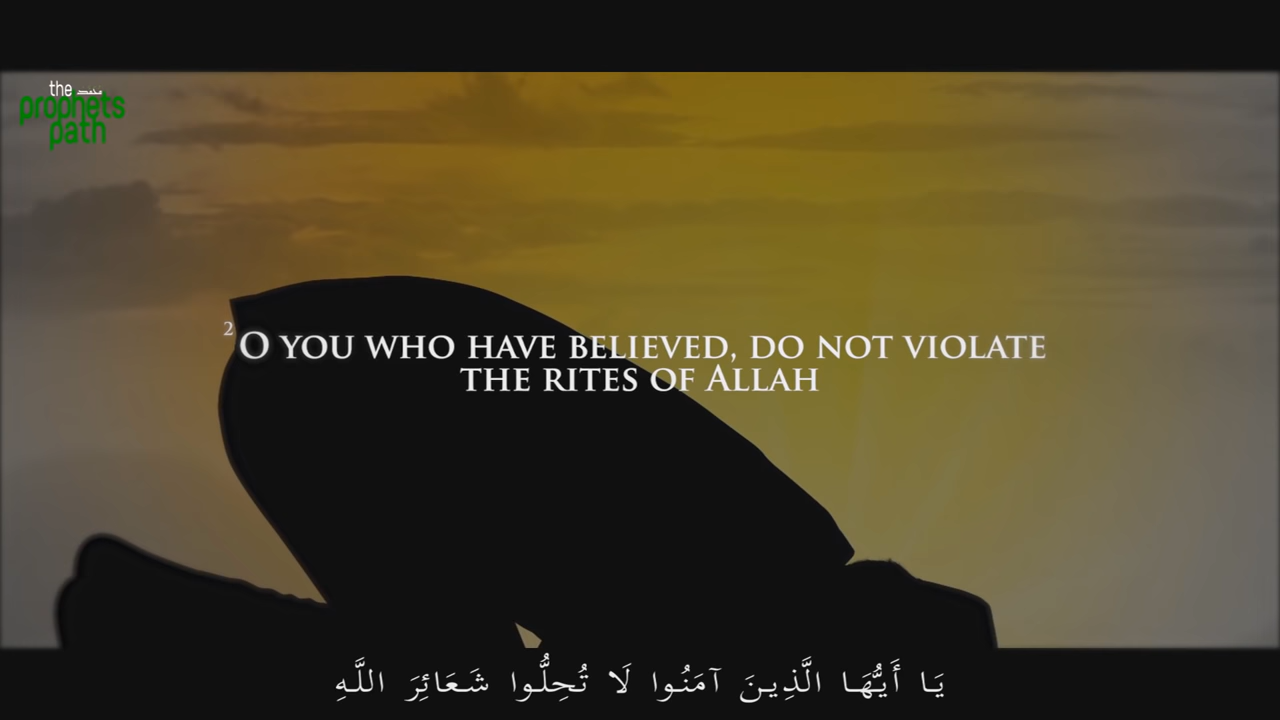 the محمد
prophets
path
2 O YOU WHO HAVE BELIEVED, DO NOT VIOLATE
THE RITES OF ALLAH
يَا أَيُّهَا الَّذِينَ آمَنُوا لَا تُحِلُّوا شَعَائِرَ اللَّهِ